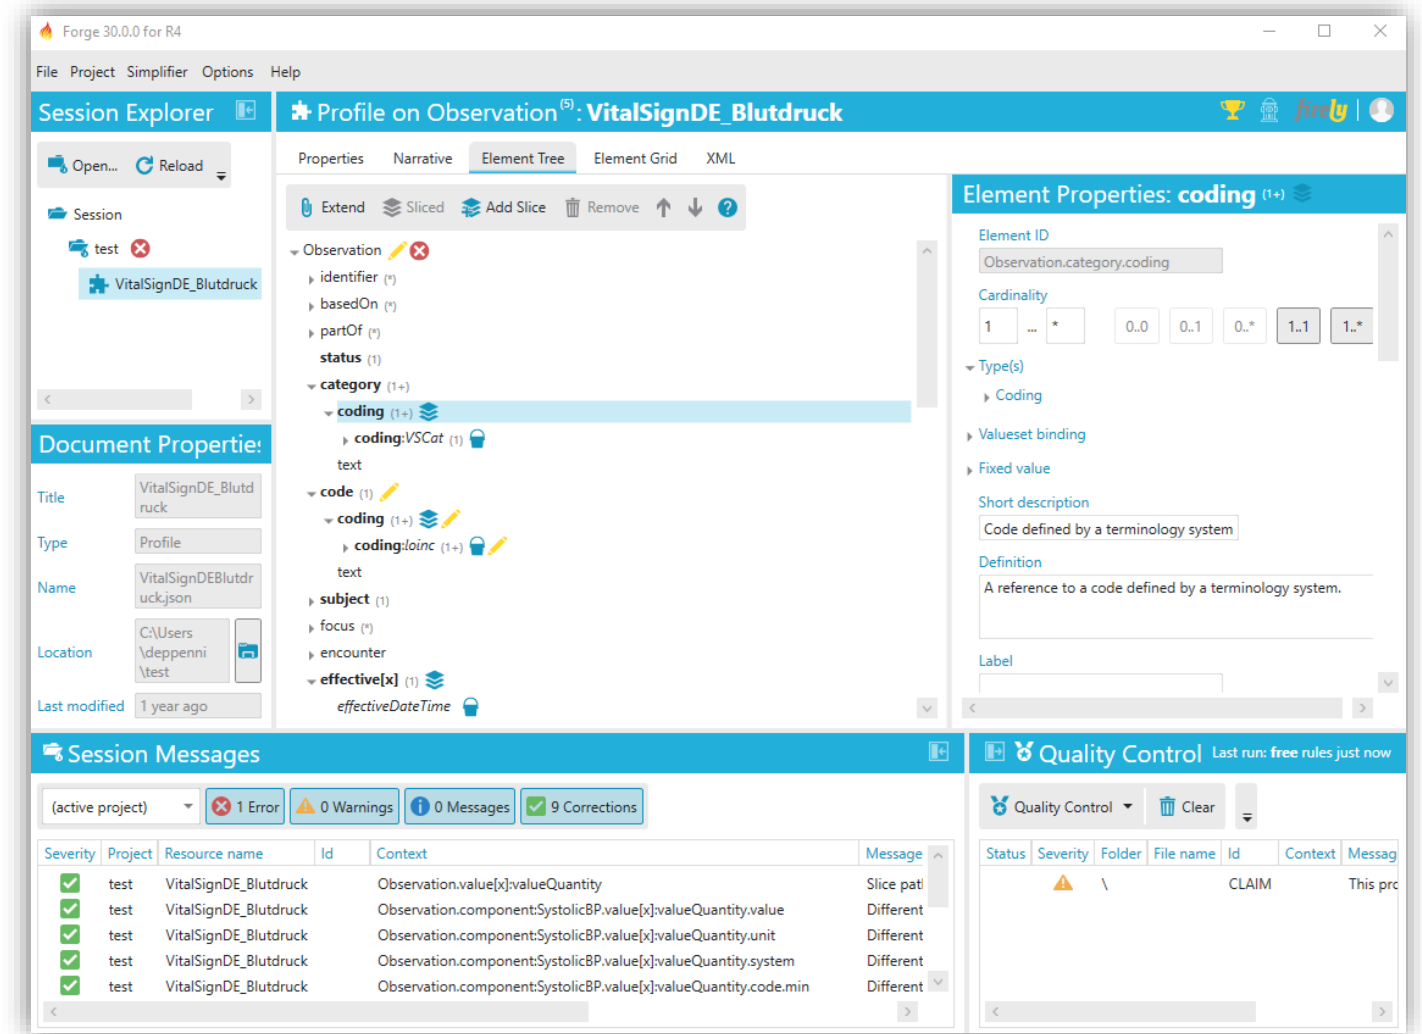 Forge 30.0.0 for R4
File Project Simplifier Options Help
Session Explorer
Open... Reload
Session
test
VitalSignDE_Blutdruck
Document Properties
Title VitalSignDE_Blutd
ruck
Type Profile
Name VitalSignDEBlutdr
uck.json
Location C:\Users
\deppenni
\test
Last modified 1 year ago
Profile on Observation (5) : VitalSignDE_Blutdruck
firely
Properties Narrative Element Tree Element Grid XML
Extend Sliced Add Slice Remove
Observation
identifier (*)
basedOn (*)
partOf (*)
status (1)
category (1+)
coding (1+)
coding:VSCat (1)
text
code (1)
coding (1+)
coding:loinc (1+)
text
subject (1)
focus (*)
encounter
effective[x] (1)
effectiveDateTime
Element Properties: coding (1+)
Element ID
Observation.category.coding
Cardinality
1 ... * 0..0 0..1 0..* 1..1 1..*
Type(s)
Coding
Valueset binding
Fixed value
Short description
Code defined by a terminology system
Definition
A reference to a code defined by a terminology system.
Label
Session Messages
(active project) 1 Error 0 Warnings 0 Messages 9 Corrections
Severity Project Resource name Id Context Message
test VitalSignDE_Blutdruck Observation.value[x]:valueQuantity Slice patl
test VitalSignDE_Blutdruck Observation.component:SystolicBP.value[x]:valueQuantity.value Different
test VitalSignDE_Blutdruck Observation.component:SystolicBP.value[x]:valueQuantity.unit Different
test VitalSignDE_Blutdruck Observation.component:SystolicBP.value[x]:valueQuantity.system Different
test VitalSignDE_Blutdruck Observation.component:SystolicBP.value[x]:valueQuantity.code.min Different
Quality Control Last run: free rules just now
Quality Control Clear
Status Severity Folder File name Id Context Messag
\ CLAIM This prc